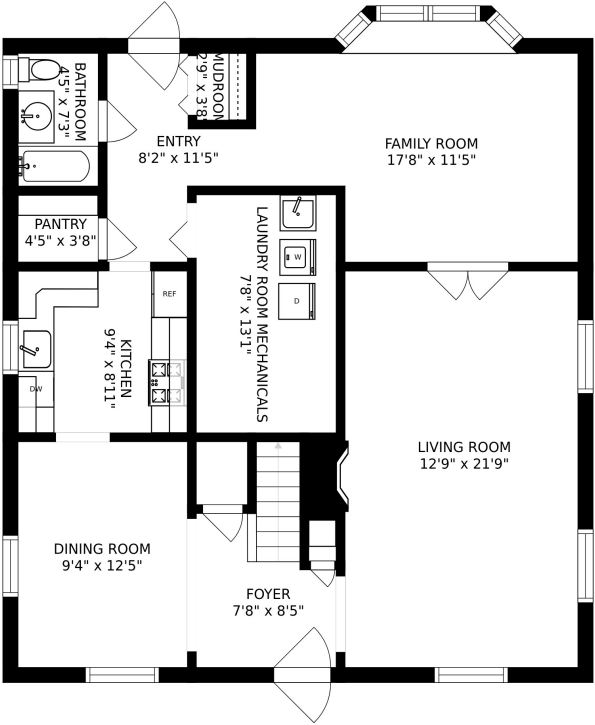 BATHROOM
4'5" x 7'3"
MUDROOM
2'9" x 3'8"
ENTRY
8'2" x 11'5"
FAMILY ROOM
17'8" x 11'5"
PANTRY
4'5" x 3'8"
LAUNDRY ROOM MECHANICALS
7'8" x 13'1"
W
D
REF
KITCHEN
9'4" x 8'11"
DW
LIVING ROOM
12'9" x 21'9"
DINING ROOM
9'4" x 12'5"
FOYER
7'8" x 8'5"